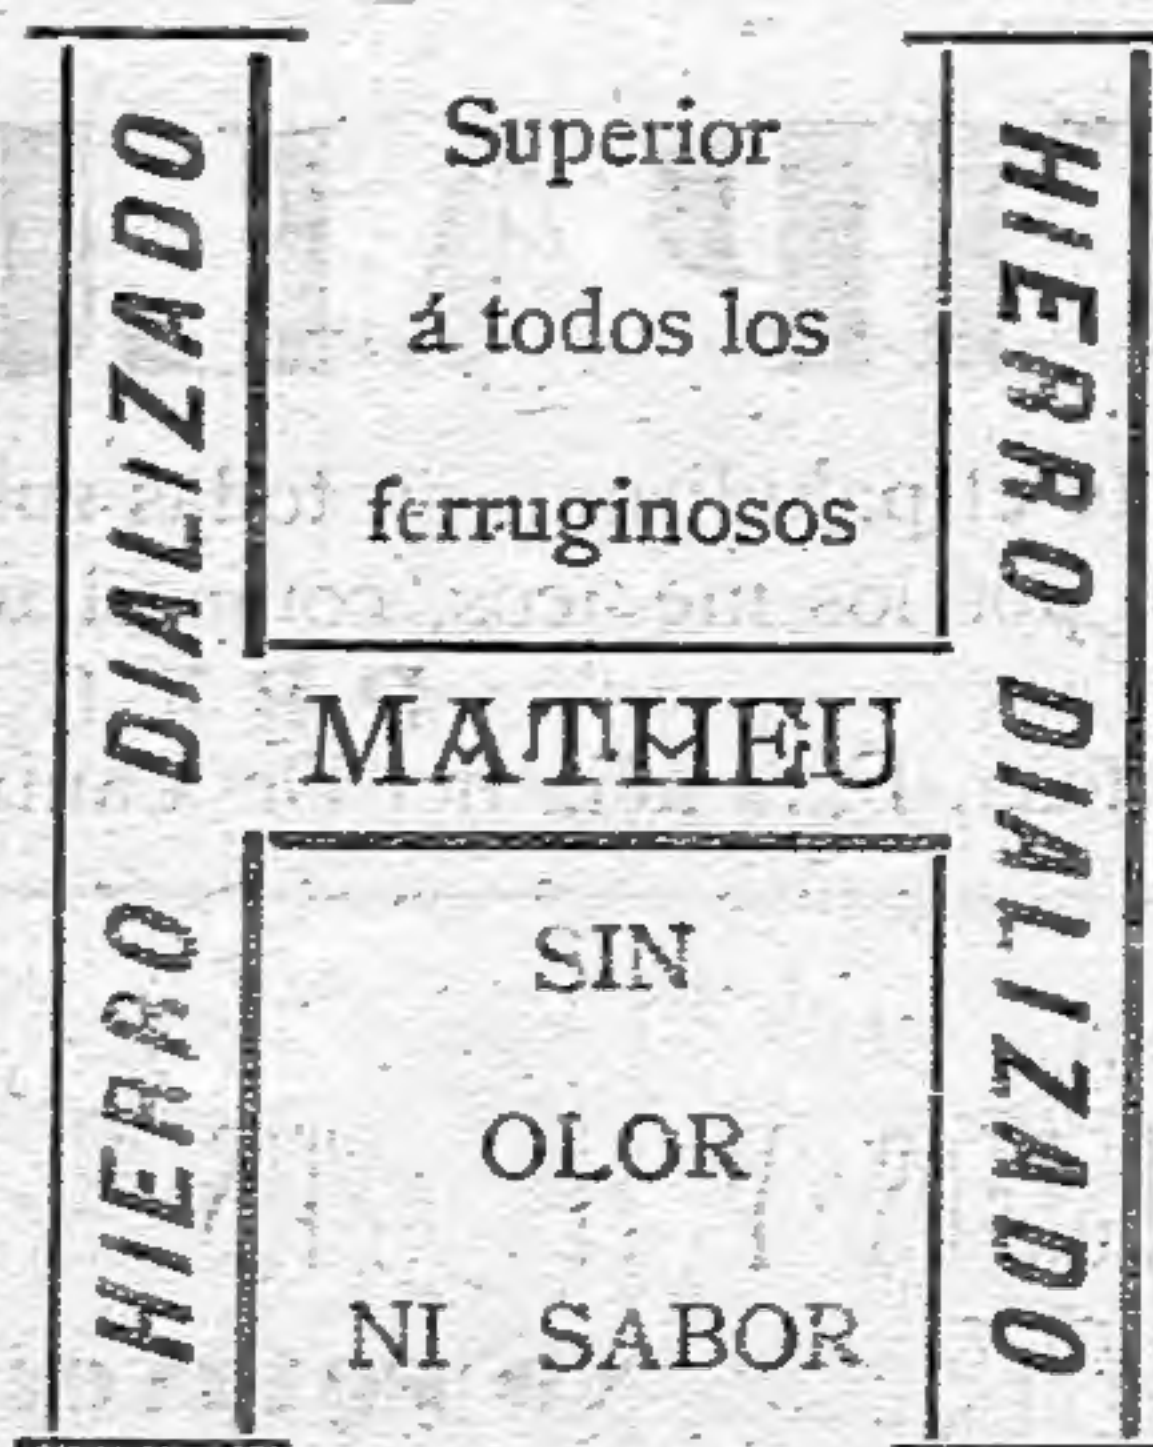 HIERRO DIALIZADO
Superior
á todos los
ferruginosos
MATHEU
SIN
OLOR
NI SABOR
HIERRO DIALIZADO